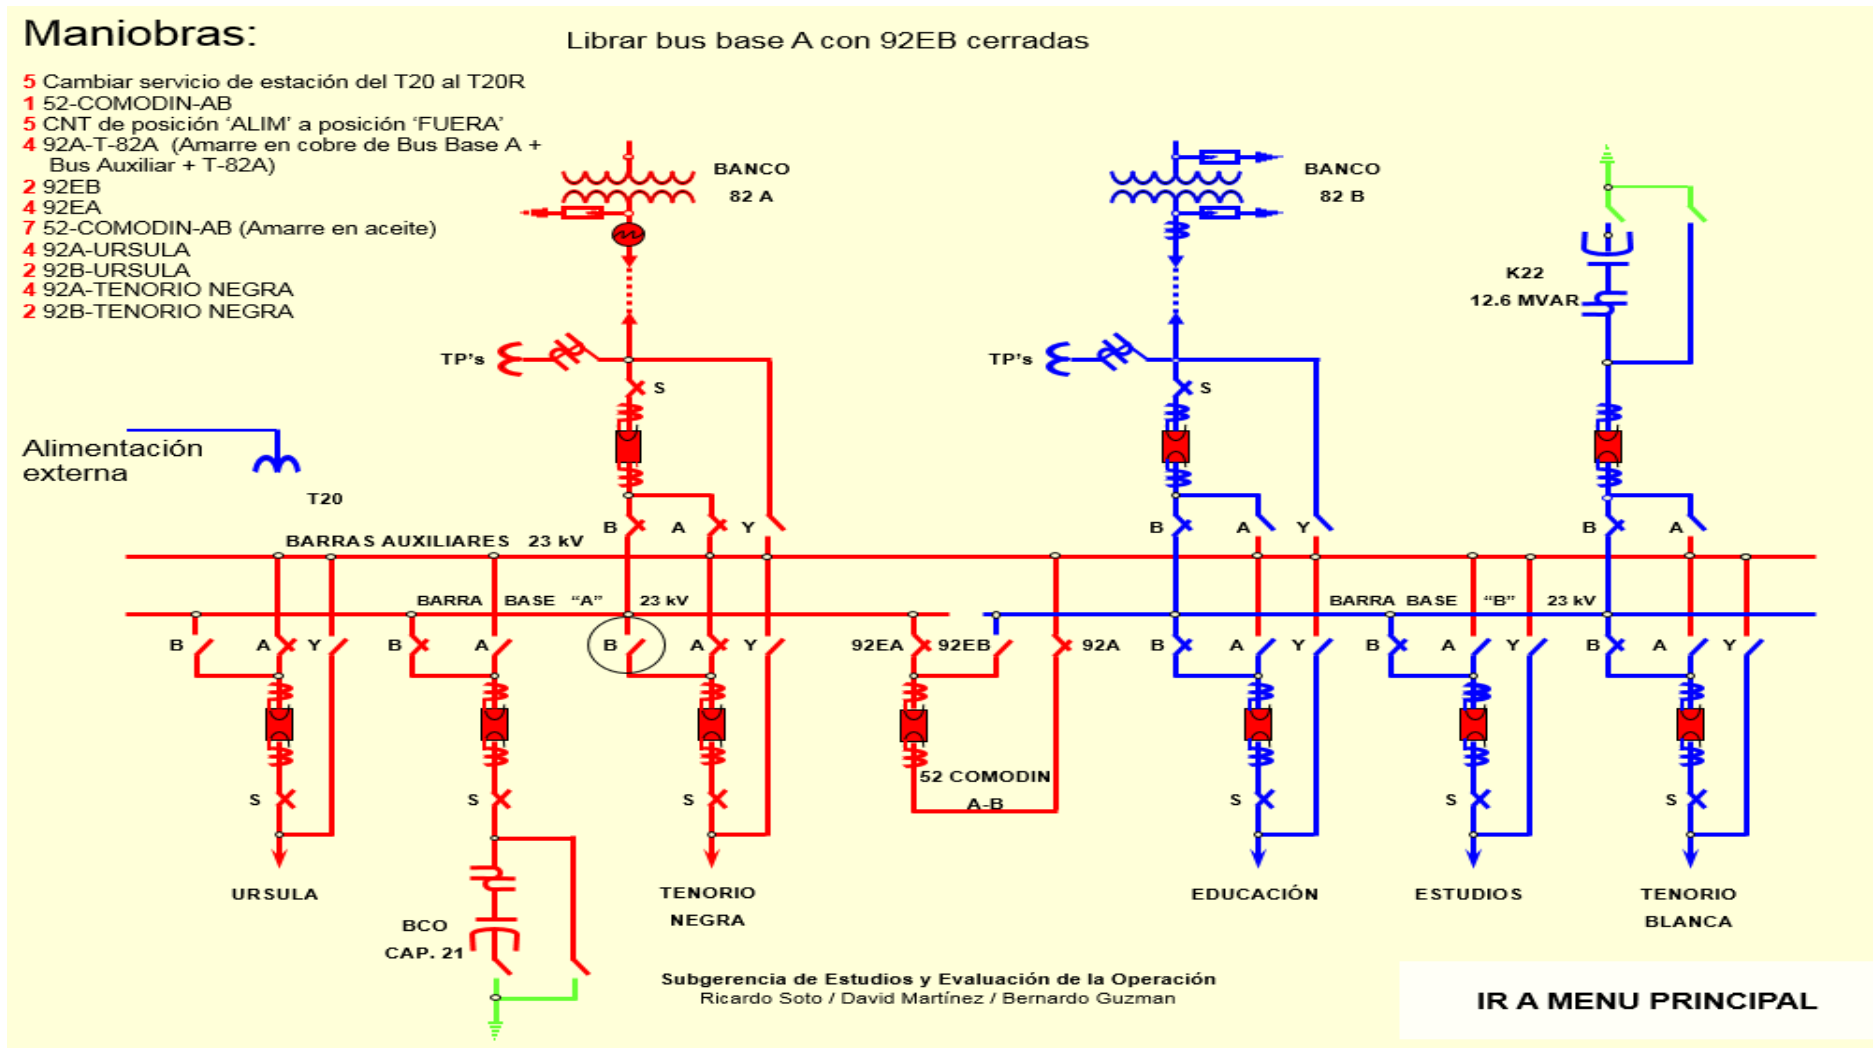 Maniobras:
Librar bus base A con 92EB cerradas
5 Cambiar servicio de estación del T20 al T20R
1 52-COMODIN-AB
5 CNT de posición ‘ALIM’ a posición ‘FUERA’
4 92A-T-82A (Amarre en cobre de Bus Base A +
Bus Auxiliar + T-82A)
2 92EB
4 92EA
7 52-COMODIN-AB (Amarre en aceite)
4 92A-URSULA
2 92B-URSULA
4 92A-TENORIO NEGRA
2 92B-TENORIO NEGRA
BANCO
82 A
BANCO
82 B
K22
12.6 MVAR
TP's
TP's
S
S
Alimentación
externa
T20
B A Y
B A Y
B A
BARRAS AUXILIARES 23 kV
BARRA BASE “A” 23 kV
BARRA BASE “B” 23 kV
B A Y B A B A Y 92EA 92EB 92A B A Y B A Y B A Y
52 COMODIN
A-B
S S S S S S
URSULA
BCO
CAP. 21
TENORIO
NEGRA
EDUCACIÓN
ESTUDIOS
TENORIO
BLANCA
Subgerencia de Estudios y Evaluación de la Operación
Ricardo Soto / David Martínez / Bernardo Guzman
IR A MENU PRINCIPAL